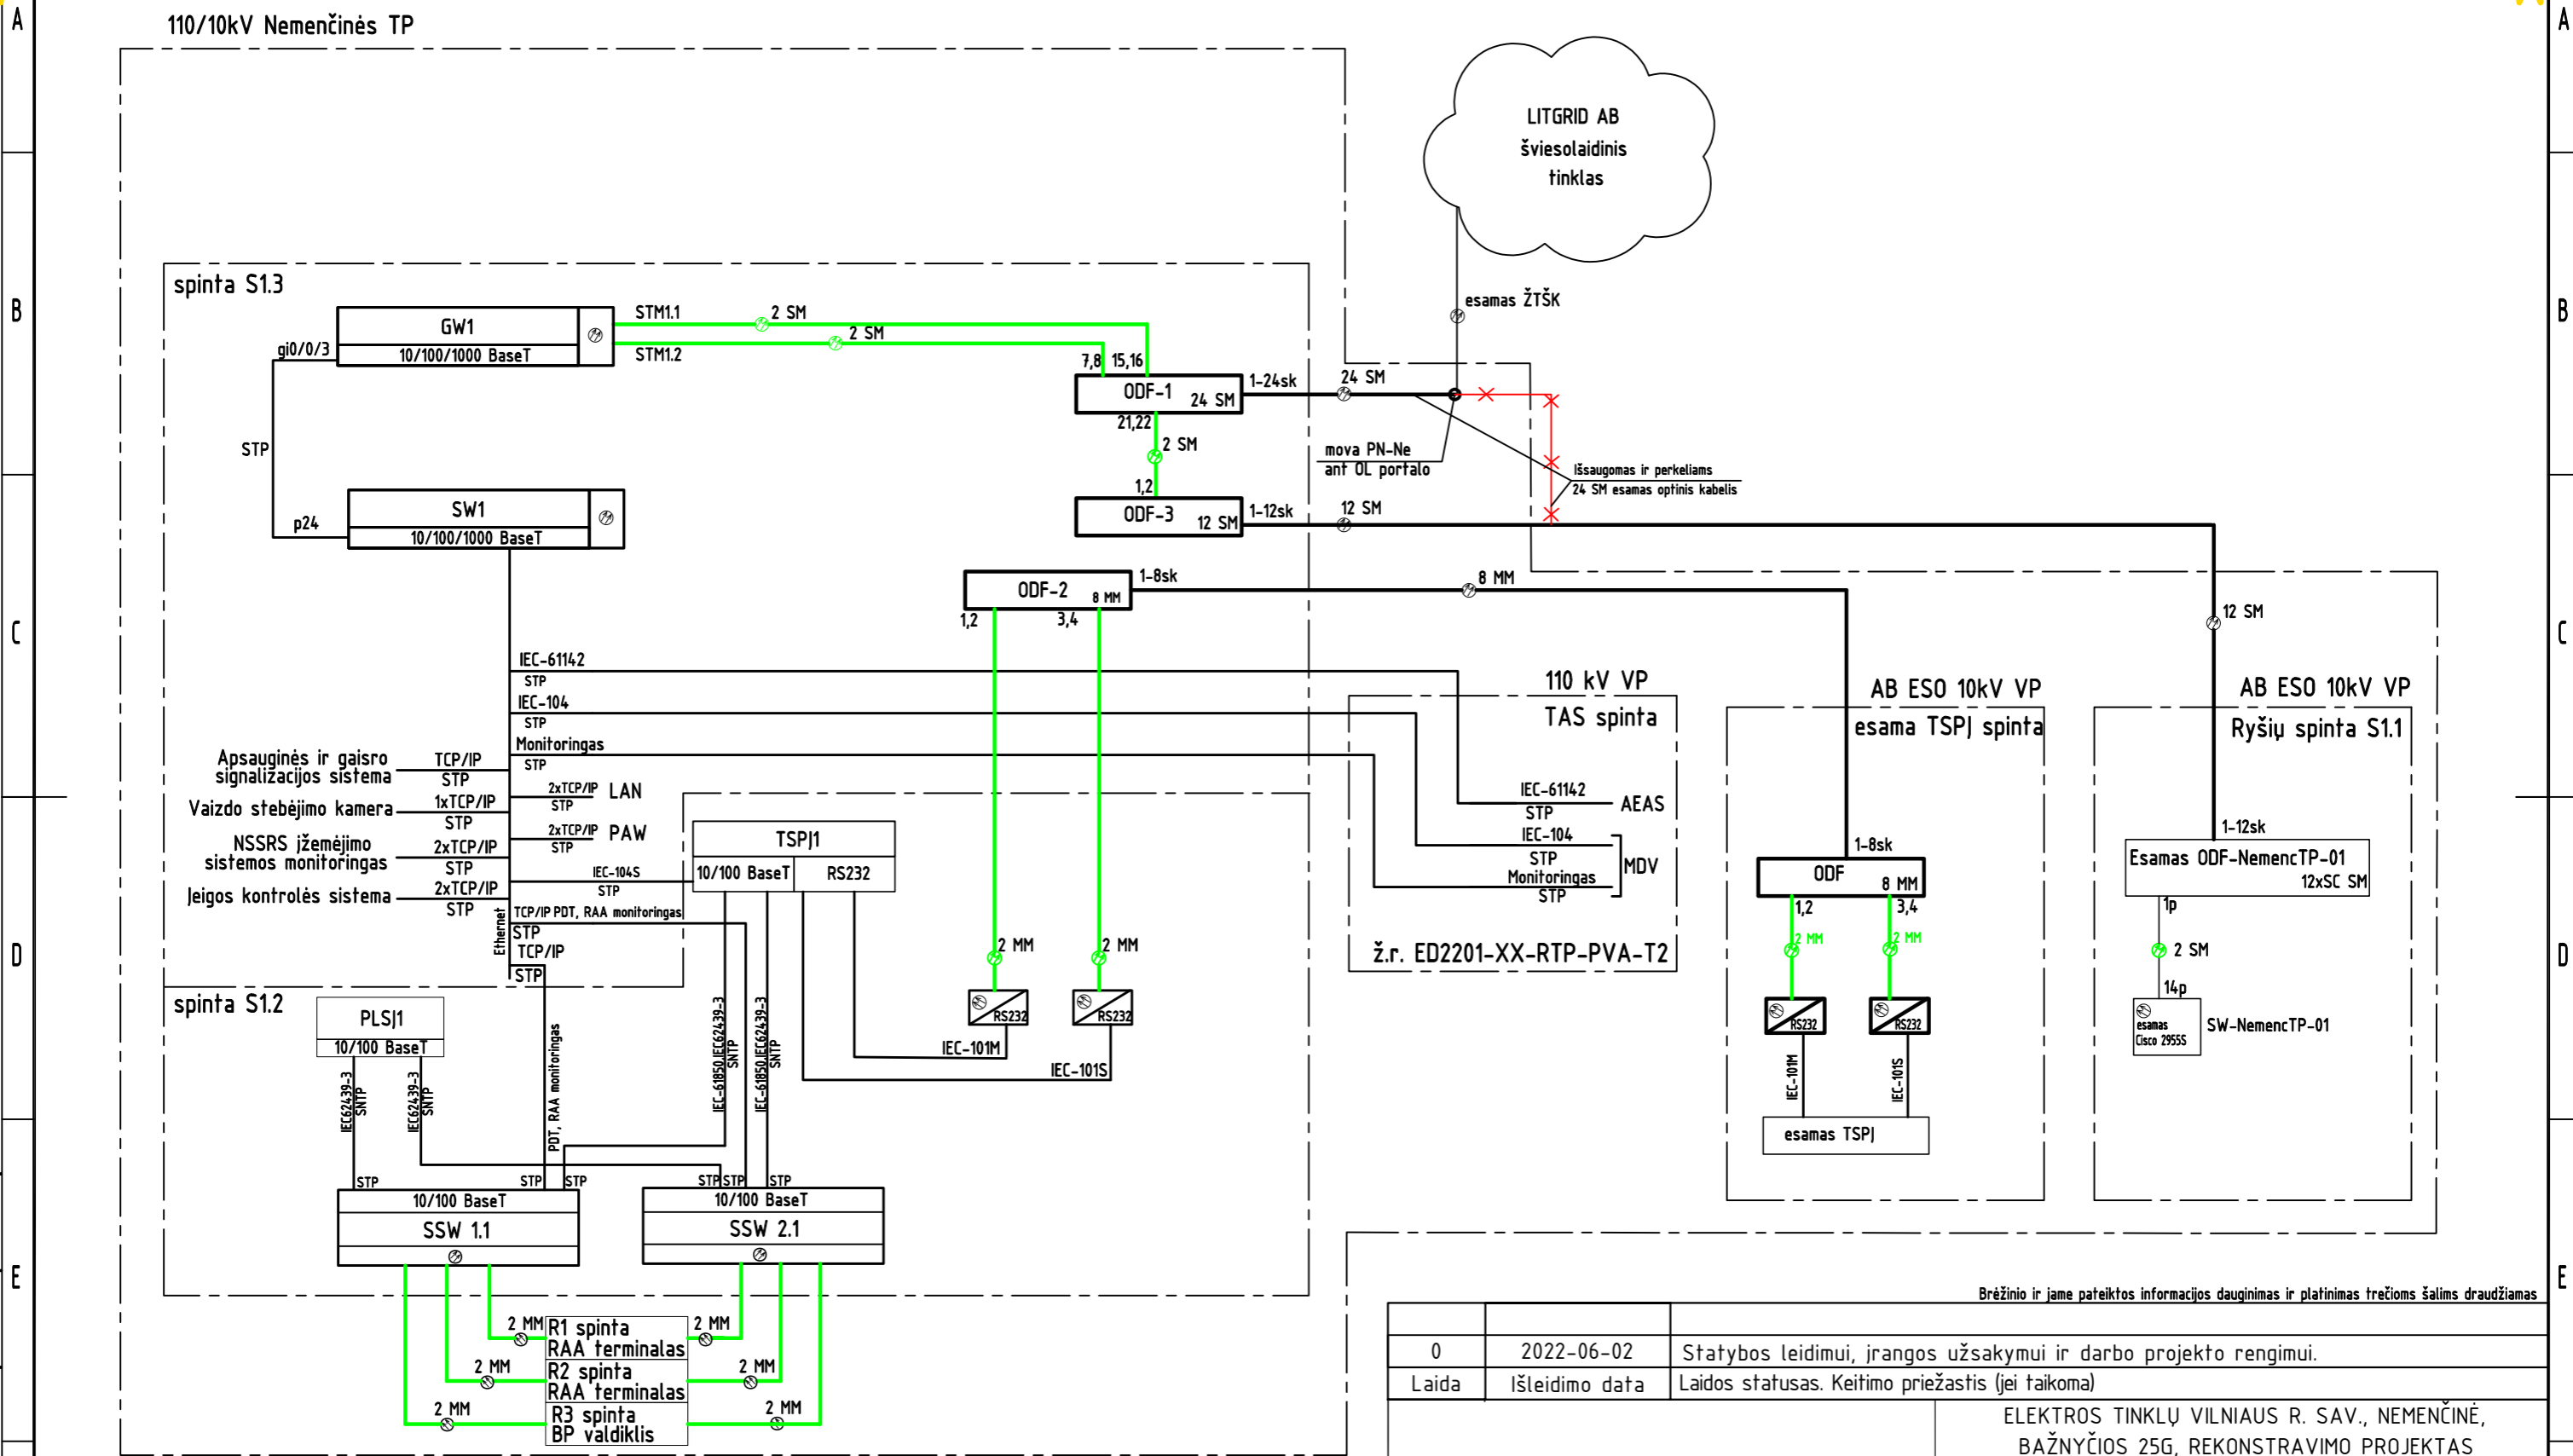 A
A
110/10kV Nemenčinės TP
LITGRID AB
šviesolaidinis
tinklas
spinta S1.3
B
B
GW1
10/100/1000 BaseT
gi0/0/3
STM1.1
2 SM
STM1.2
2 SM
esamas ŽTŠK
7,8
15,16
ODF-1
24 SM
1-24sk
24 SM
21,22
2 SM
STP
mova PN-Ne
ant OL portalo
Išsaugomas ir perkeliams
24 SM esamas optinis kabelis
1,2
SW1
10/100/1000 BaseT
p24
ODF-3
12 SM
1-12sk
12 SM
ODF-2
8 MM
1-8sk
8 MM
1,2
3,4
12 SM
C
C
IEC-61142
STP
IEC-104
STP
Monitoringas
STP
110 kV VP
TAS spinta
AB ESO 10kV VP
esama TSPJ spinta
AB ESO 10kV VP
Ryšių spinta S1.1
Apsauginės ir gaisro
signalizacijos sistema
TCP/IP
STP
2xTCP/IP
STP
LAN
Vaizdo stebėjimo kamera
1xTCP/IP
STP
2xTCP/IP
STP
PAW
NSSRS įžemėjimo
sistemos monitoringas
2xTCP/IP
STP
IEC-104S
STP
Jeigos kontrolės sistema
2xTCP/IP
STP
TSPJ1
10/100 BaseT
RS232
IEC-61142
STP
AEAS
IEC-104
STP
Monitoringas
STP
MDV
ž.r. ED2201-XX-RTP-PVA-T2
1-8sk
ODF
8 MM
1,2
3,4
2 MM
2 MM
1-12sk
Esamas ODF-NemencTP-01
12xSC SM
1p
2 SM
14p
esamas
Cisco 2955S
SW-NemencTP-01
D
D
Ethernet
TCP/IP PDT, RAA monitoringas
STP
TCP/IP
STP
2 MM
2 MM
RS232
RS232
RS232
RS232
IEC-101M
IEC-101S
IEC-101M
IEC-101S
esamas TSPJ
spinta S1.2
PLSJ1
10/100 BaseT
IEC62439-3
SNTP
IEC62439-3
SNTP
PDT, RAA monitoringas
IEC-61850,IEC62439-3
SNTP
IEC-61850,IEC62439-3
SNTP
STP
STP
STP
STP
STP
STP
10/100 BaseT
SSW 1.1
10/100 BaseT
SSW 2.1
E
E
2 MM
R1 spinta
RAA terminalas
2 MM
2 MM
R2 spinta
RAA terminalas
2 MM
2 MM
R3 spinta
BP valdiklis
2 MM
Brėžinio ir jame pateiktos informacijos dauginimas ir platinimas trečioms šalims draudžiamas
0
2022-06-02
Statybos leidimui, įrangos užsakymui ir darbo projekto rengimui.
Laida
Išleidimo data
Laidos statusas. Keitimo priežastis (jei taikoma)
ELEKTROS TINKLŲ VILNIAUS R. SAV., NEMENČINĖ,
BAŽNYČIOS 25G, REKONSTRAVIMO PROJEKTAS